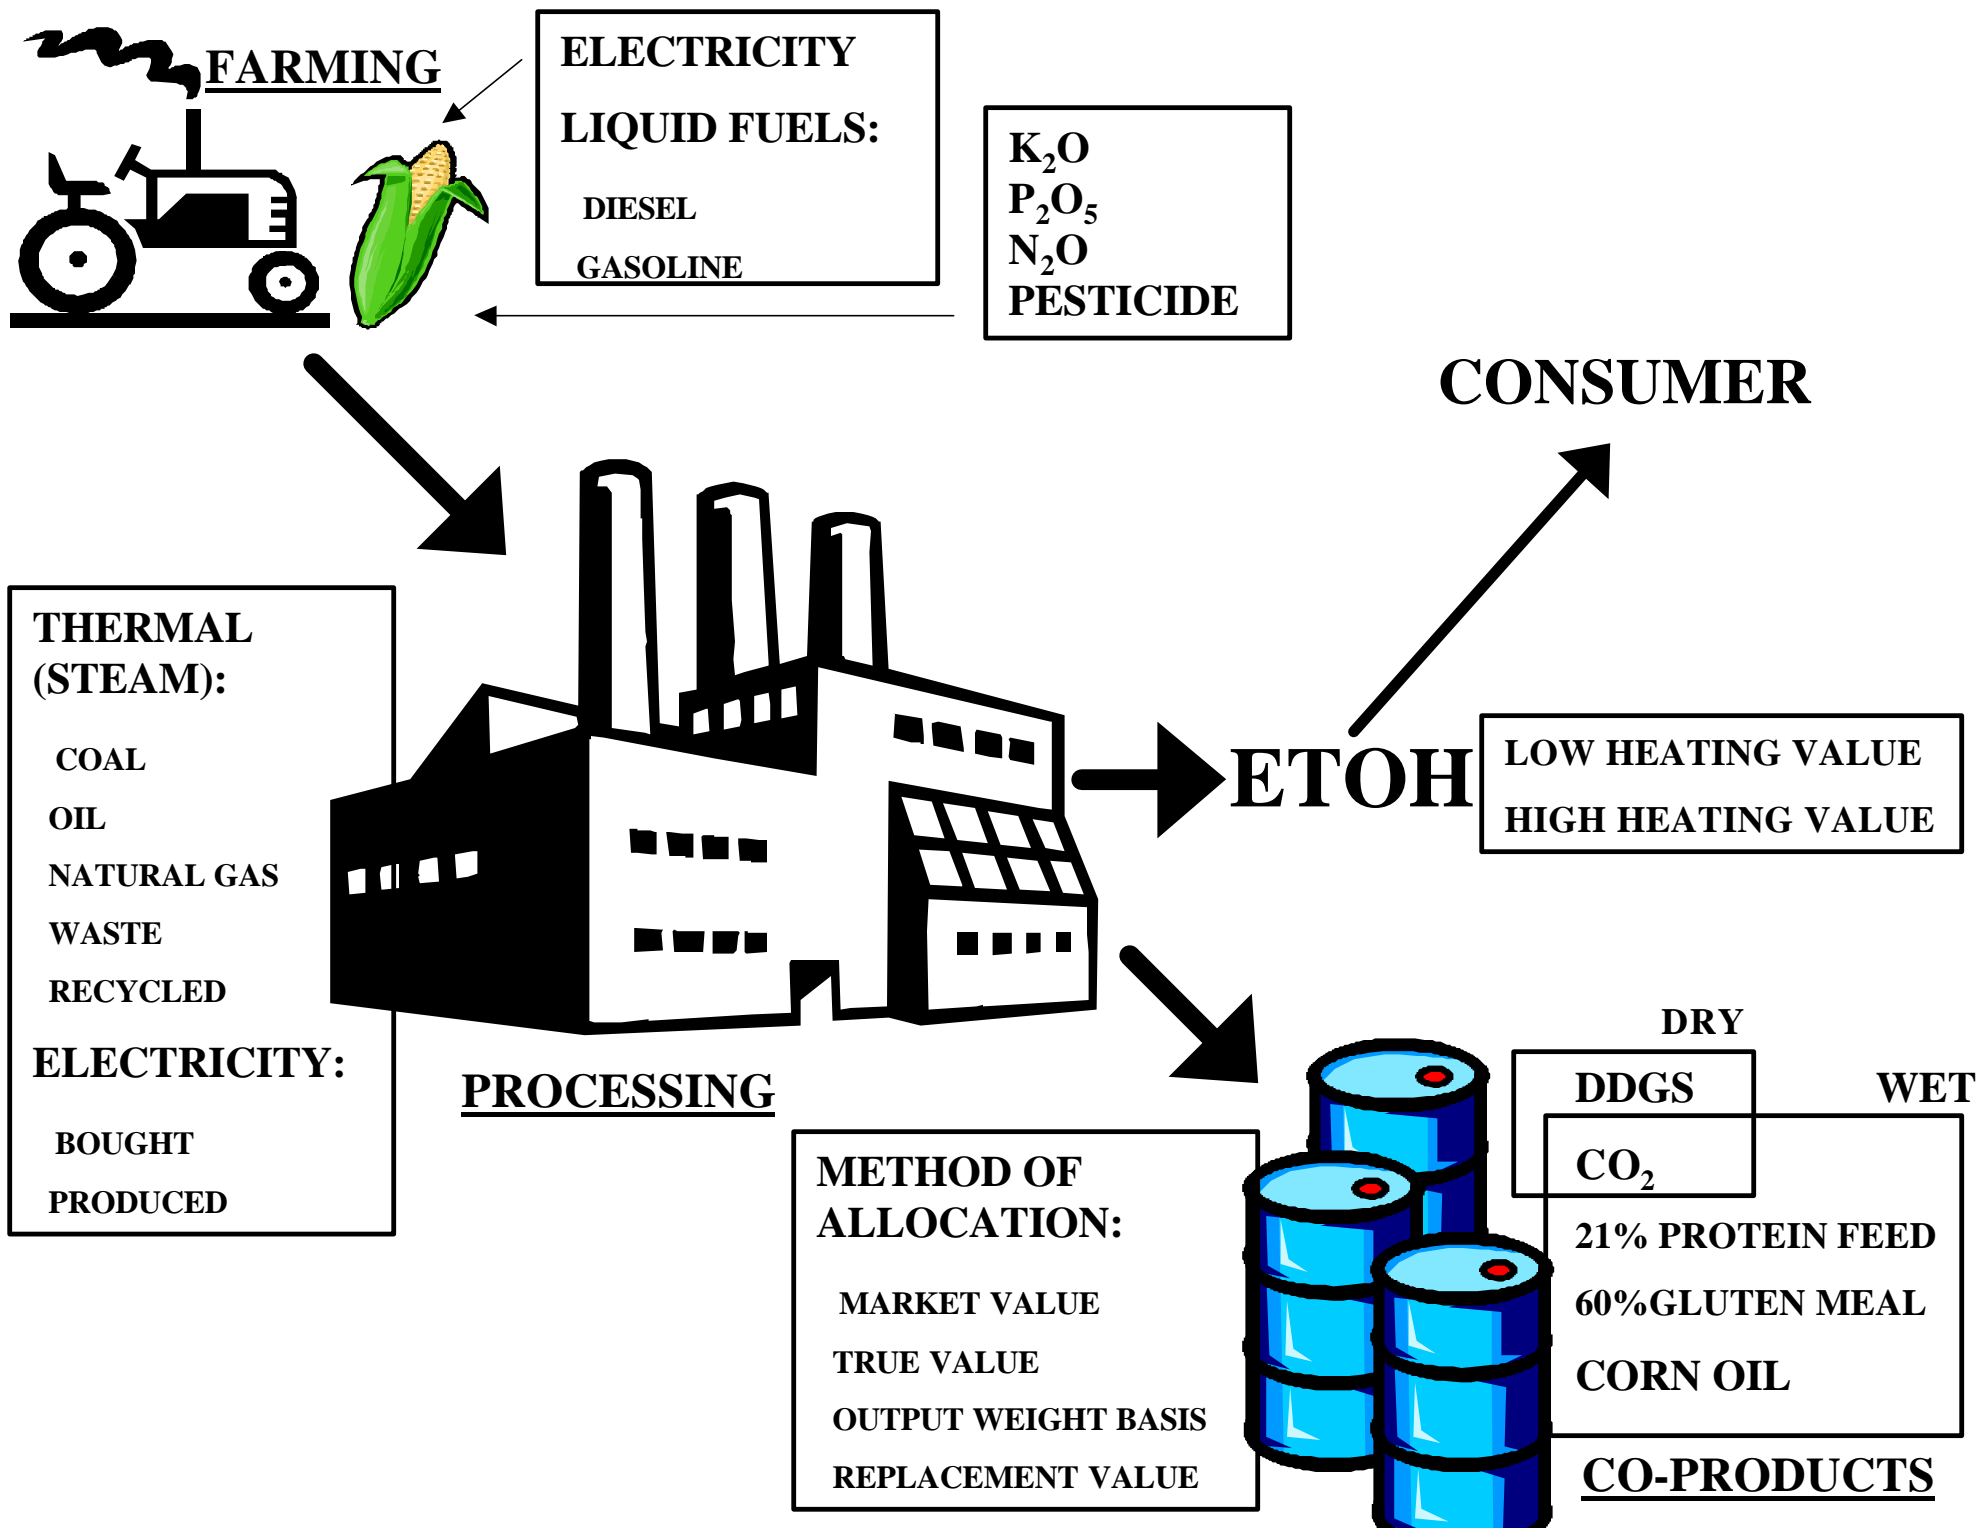 FARMING
ELECTRICITY
LIQUID FUELS:
DIESEL
GASOLINE
K₂O
P₂O₅
N₂O
PESTICIDE
CONSUMER
THERMAL
(STEAM):
COAL
OIL
NATURAL GAS
WASTE
RECYCLED
ELECTRICITY:
BOUGHT
PRODUCED
PROCESSING
ETOH
LOW HEATING VALUE
HIGH HEATING VALUE
METHOD OF
ALLOCATION:
MARKET VALUE
TRUE VALUE
OUTPUT WEIGHT BASIS
REPLACEMENT VALUE
DRY
DDGS
WET
CO₂
21% PROTEIN FEED
60%GLUTEN MEAL
CORN OIL
CO-PRODUCTS